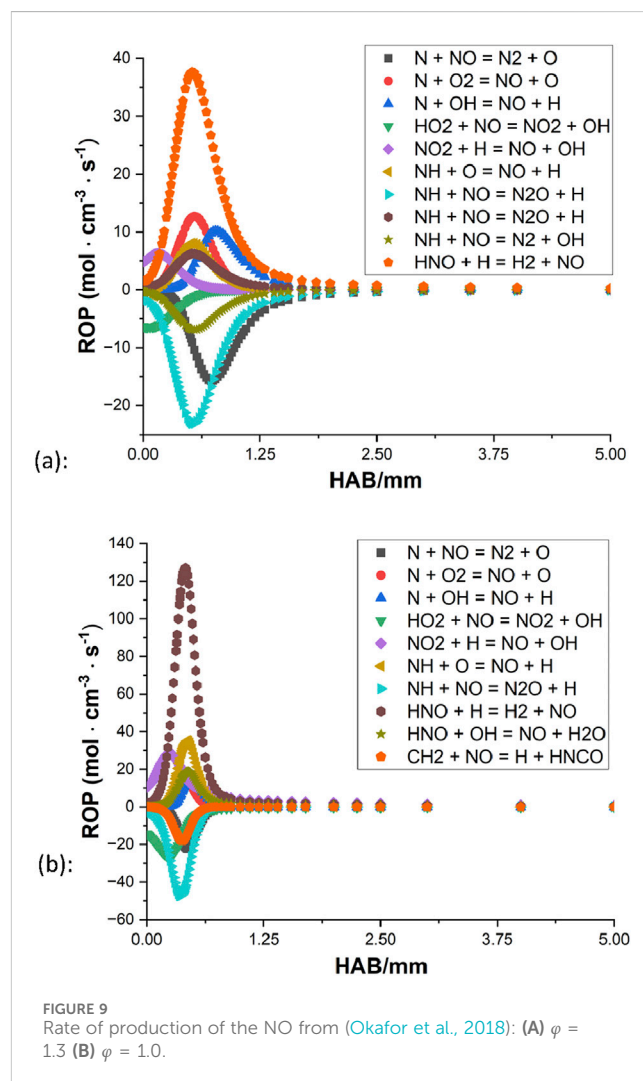 40
30
20
10
0
−10
−20
ROP (mol · cm⁻³ · s⁻¹)
N + NO = N2 + O
N + O2 = NO + O
N + OH = NO + H
HO2 + NO = NO2 + OH
NO2 + H = NO + OH
NH + O = NO + H
NH + NO = N2O + H
NH + NO = N2O + H
NH + NO = N2 + OH
HNO + H = H2 + NO
0.00 1.25 2.50 3.75 5.00
HAB/mm
(a):
140
120
100
80
60
40
20
0
−20
−40
−60
ROP (mol · cm⁻³ · s⁻¹)
N + NO = N2 + O
N + O2 = NO + O
N + OH = NO + H
HO2 + NO = NO2 + OH
NO2 + H = NO + OH
NH + O = NO + H
NH + NO = N2O + H
HNO + H = H2 + NO
HNO + OH = NO + H2O
CH2 + NO = H + HNCO
0.00 1.25 2.50 3.75 5.00
HAB/mm
(b):
FIGURE 9
Rate of production of the NO from (Okafor et al., 2018): (A) φ =
1.3 (B) φ = 1.0.